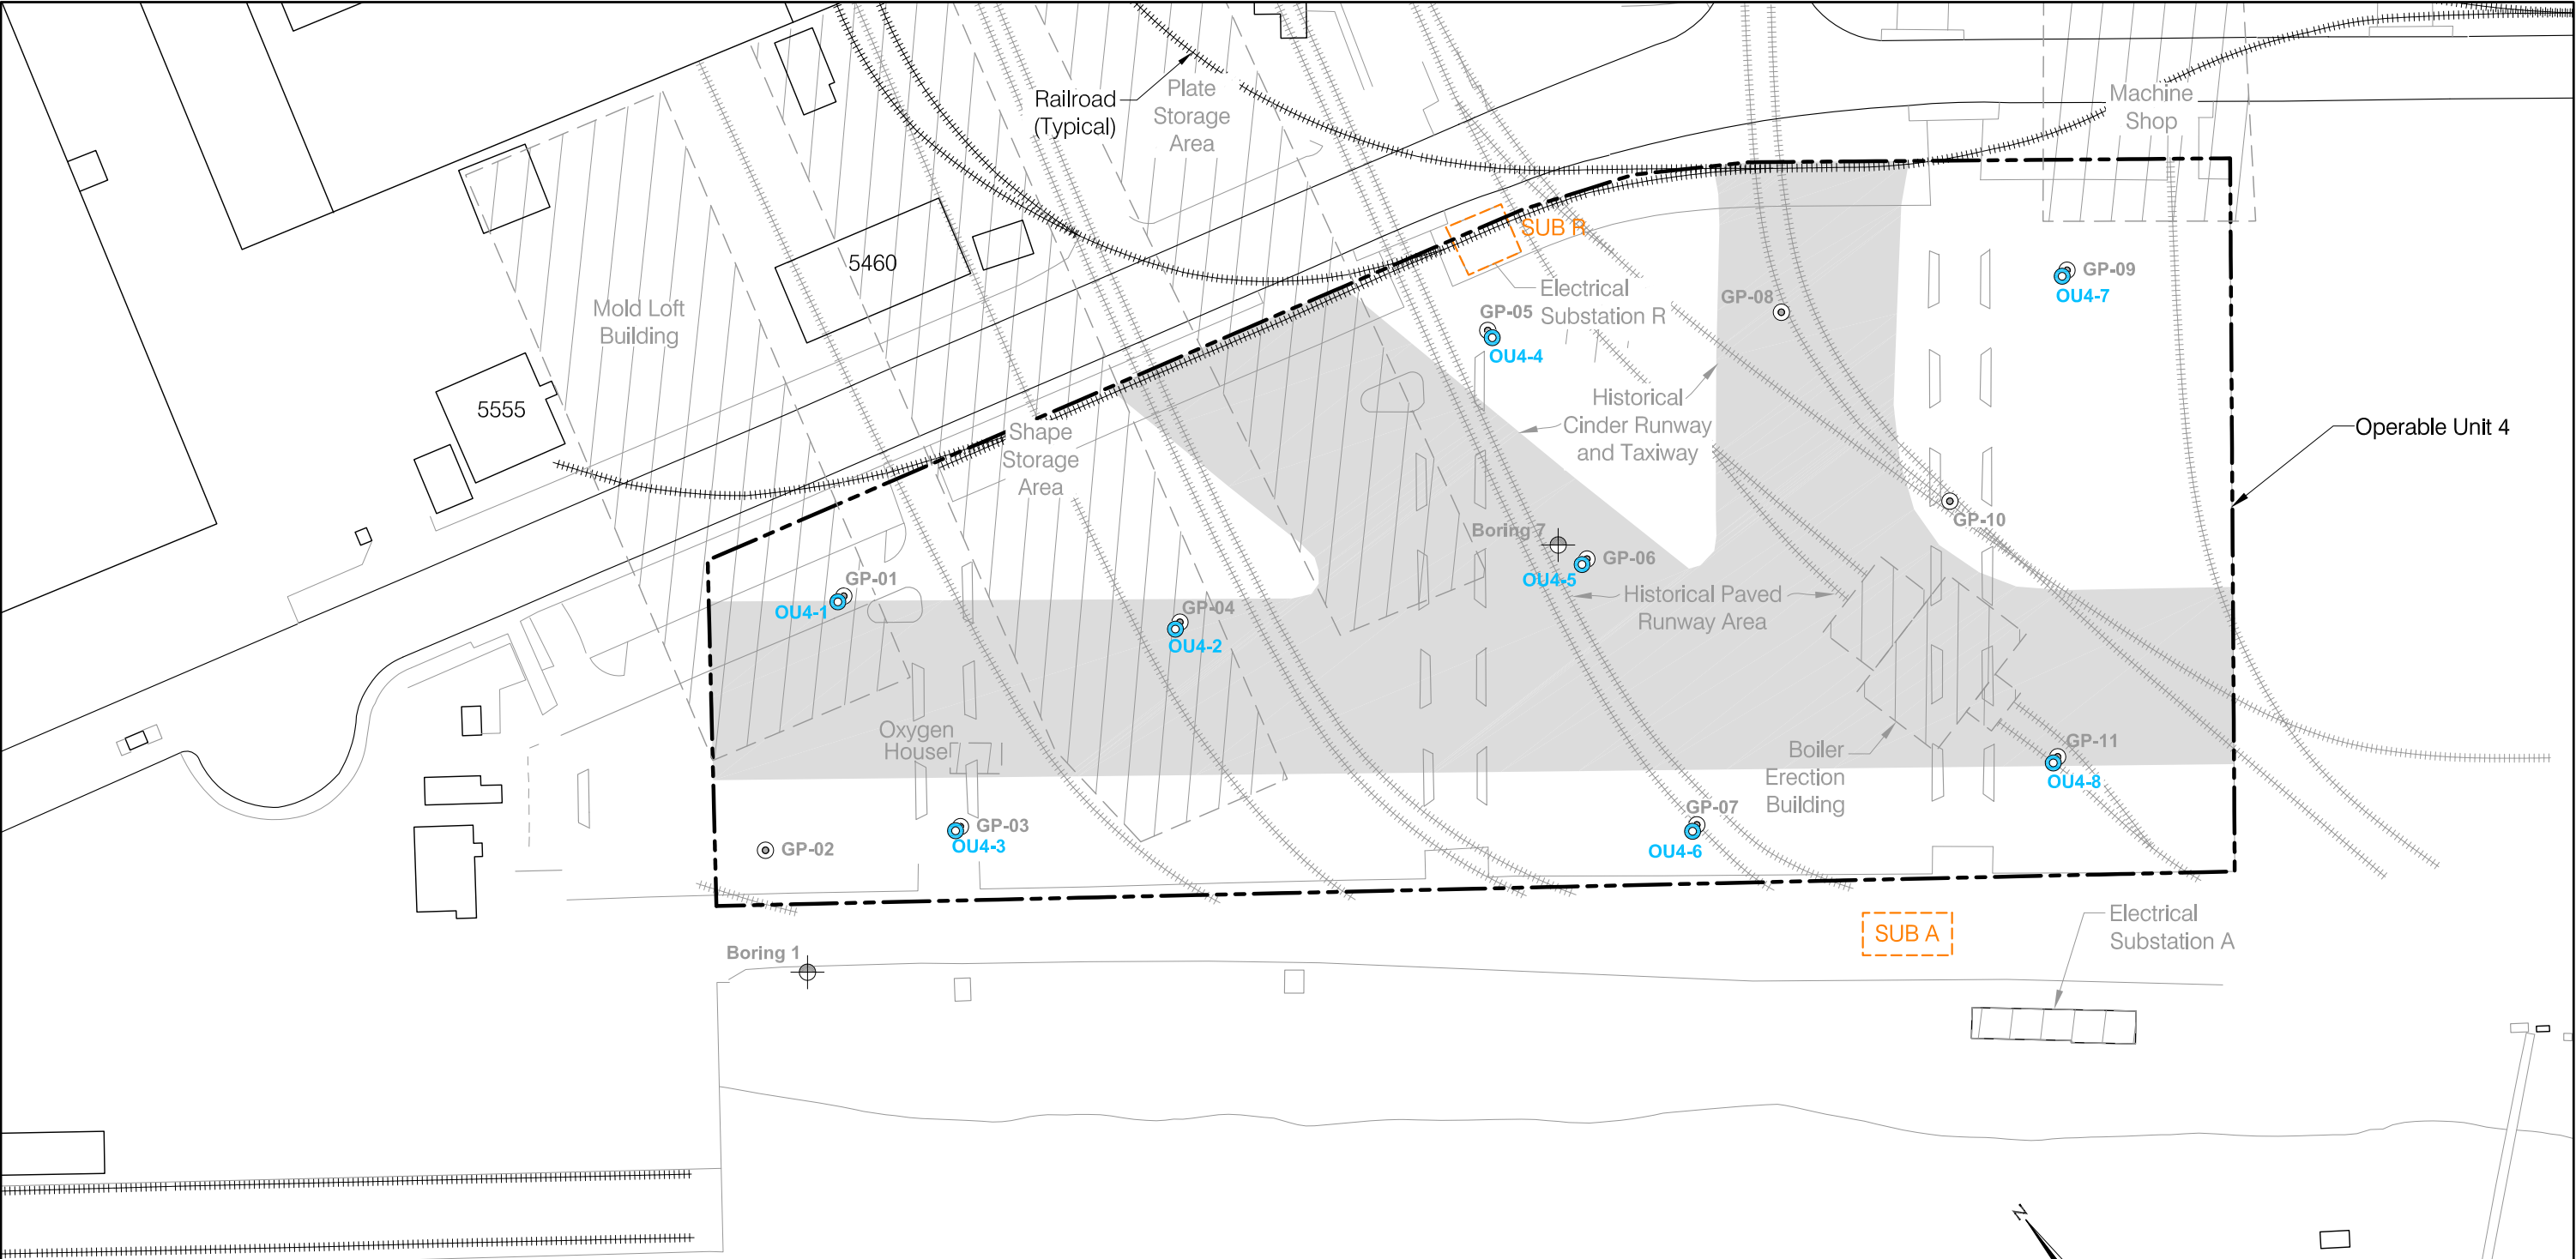 Railroad
(Typical)
Plate
Storage
Area
Machine
Shop
SUB R
5460
Mold Loft
Building
Electrical
Substation R
GP-05
OU4-4
GP-08
GP-09
OU4-7
5555
Shape
Storage
Area
Historical
Cinder Runway
and Taxiway
Operable Unit 4
GP-10
Boring 7
GP-06
OU4-5
GP-01
OU4-1
GP-04
OU4-2
Historical Paved
Runway Area
Oxygen
House
Boiler
Erection
Building
GP-11
OU4-8
GP-07
OU4-6
GP-03
OU4-3
GP-02
SUB A
Electrical
Substation A
Boring 1
N